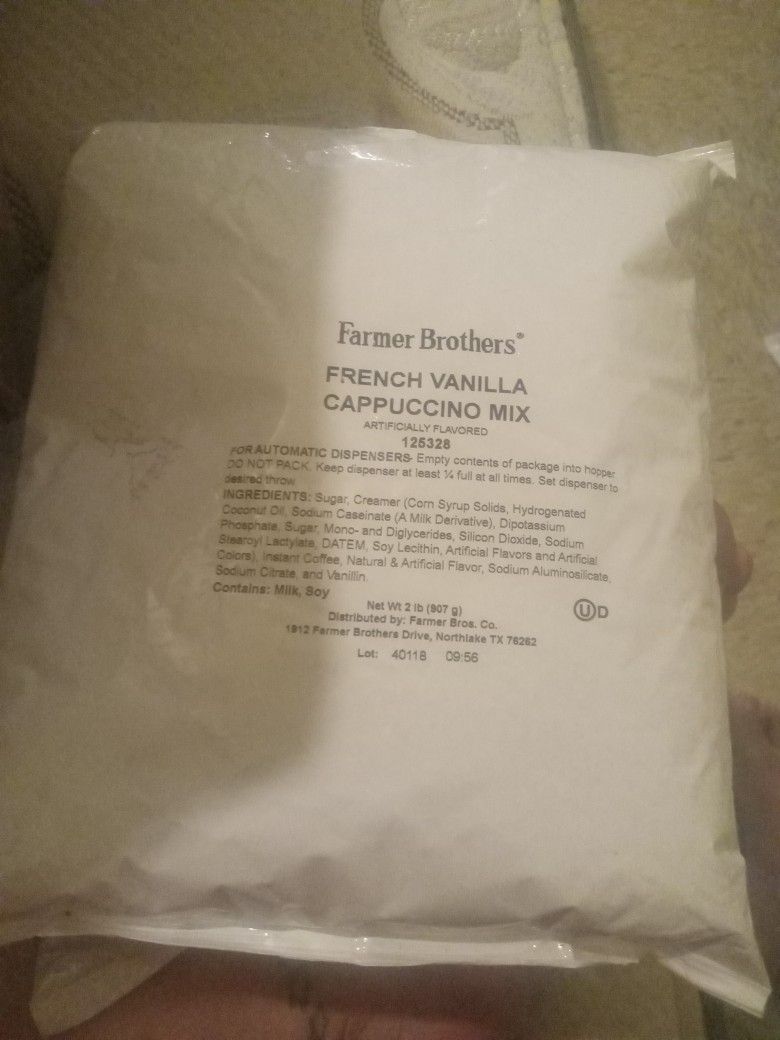 Farmer Brothers®
FRENCH VANILLA
CAPPUCCINO MIX
ARTIFICIALLY FLAVORED
125328
FOR AUTOMATIC DISPENSERS- Empty contents of package into hopper
DO NOT PACK. Keep dispenser at least ¼ full at all times. Set dispenser to
desired throw
INGREDIENTS: Sugar, Creamer (Corn Syrup Solids, Hydrogenated
Coconut Oil, Sodium Caseinate (A Milk Derivative), Dipotassium
Phosphate, Sugar, Mono- and Diglycerides, Silicon Dioxide, Sodium
Stearoyl Lactylate, DATEM, Soy Lecithin, Artificial Flavors and Artificial
Colors), Instant Coffee, Natural & Artificial Flavor, Sodium Aluminosilicate,
Sodium Citrate, and Vanillin.
Contains: Milk, Soy
Net Wt 2 lb (907 g)
Ⓤ D
Distributed by: Farmer Bros. Co.
1912 Farmer Brothers Drive, Northlake TX 76262
Lot: 40118 09:56